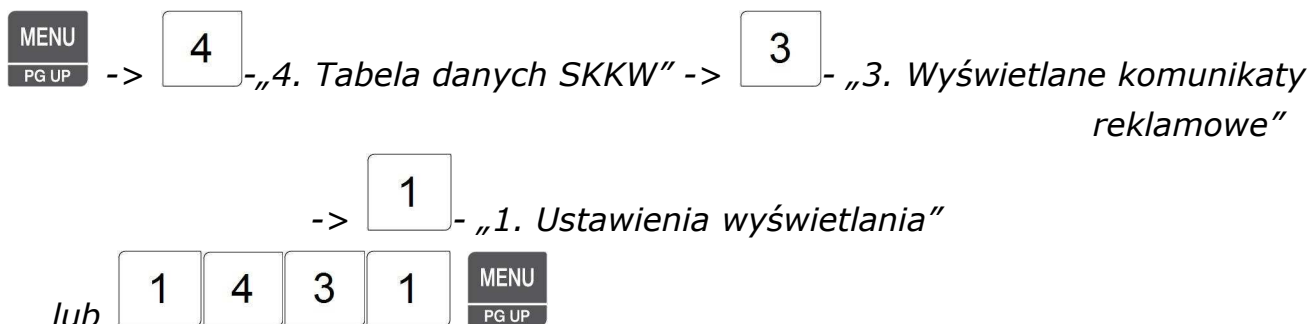 MENU PG UP -> 4 -„4. Tabela danych SKKW” -> 3 - „3. Wyświetlane komunikaty
reklamowe”
-> 1 - „1. Ustawienia wyświetlania”
lub 1 4 3 1 MENU PG UP